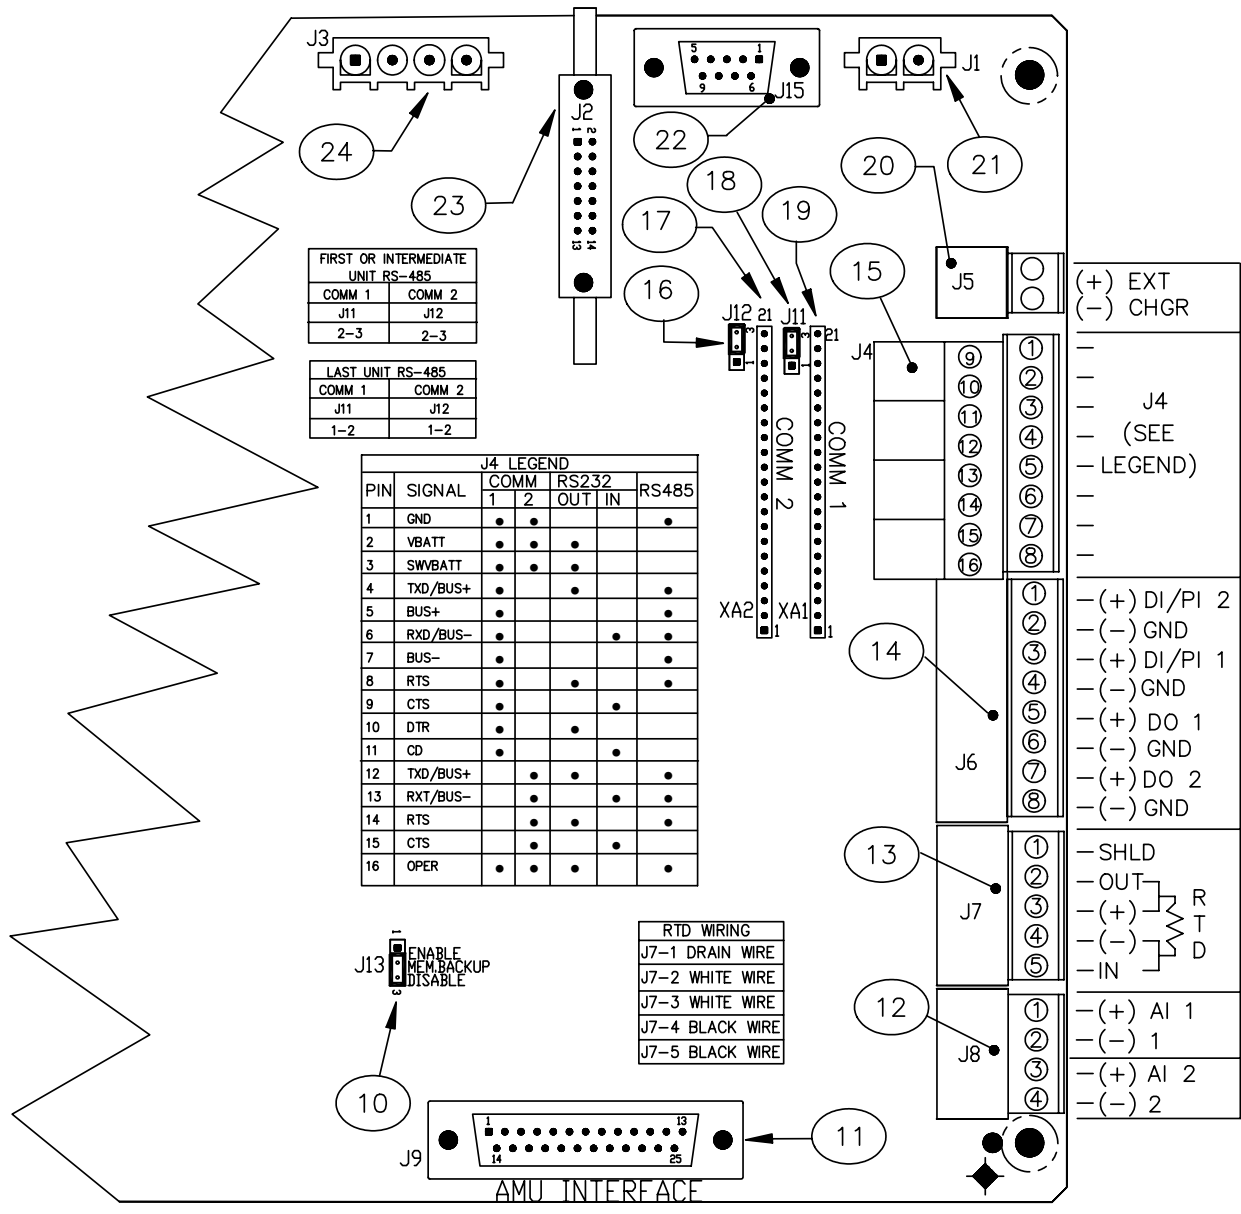 J3
J2
1 2
13 14
5 1
9 6
J15
J1
24
23
22
21
20
19
18
17
16
15
FIRST OR INTERMEDIATE
UNIT RS-485
COMM 1 COMM 2
J11 J12
2-3 2-3
LAST UNIT RS-485
COMM 1 COMM 2
J11 J12
1-2 1-2
J12 21 J11 21
3 1 3 1
COMM 2
COMM 1
XA2 1 XA1 1
J5
(+) EXT
(-) CHGR
J4
9
10
11
12
13
14
15
16
1
2
3
4
5
6
7
8
J4
(SEE
LEGEND)
J4 LEGEND
PIN SIGNAL COMM RS232 RS485
1 2 OUT IN
1 GND ● ● ●
2 VBATT ● ● ●
3 SWVBATT ● ● ●
4 TXD/BUS+ ● ● ●
5 BUS+ ● ●
6 RXD/BUS- ● ● ●
7 BUS- ● ●
8 RTS ● ● ●
9 CTS ● ●
10 DTR ● ●
11 CD ● ●
12 TXD/BUS+ ● ● ●
13 RXT/BUS- ● ● ●
14 RTS ● ● ●
15 CTS ● ●
16 OPER ● ● ● ●
14
J6
1 (+) DI/PI 2
2 (-) GND
3 (+) DI/PI 1
4 (-) GND
5 (+) DO 1
6 (-) GND
7 (+) DO 2
8 (-) GND
13
J7
1 SHLD
2 OUT
3 (+)
4 (-)
5 IN
R
T
D
RTD WIRING
J7-1 DRAIN WIRE
J7-2 WHITE WIRE
J7-3 WHITE WIRE
J7-4 BLACK WIRE
J7-5 BLACK WIRE
12
J8
1 (+) AI 1
2 (-) 1
3 (+) AI 2
4 (-) 2
J13
1
ENABLE
MEM.BACKUP
DISABLE
3
10
11
J9
1 13
14 25
AMU INTERFACE